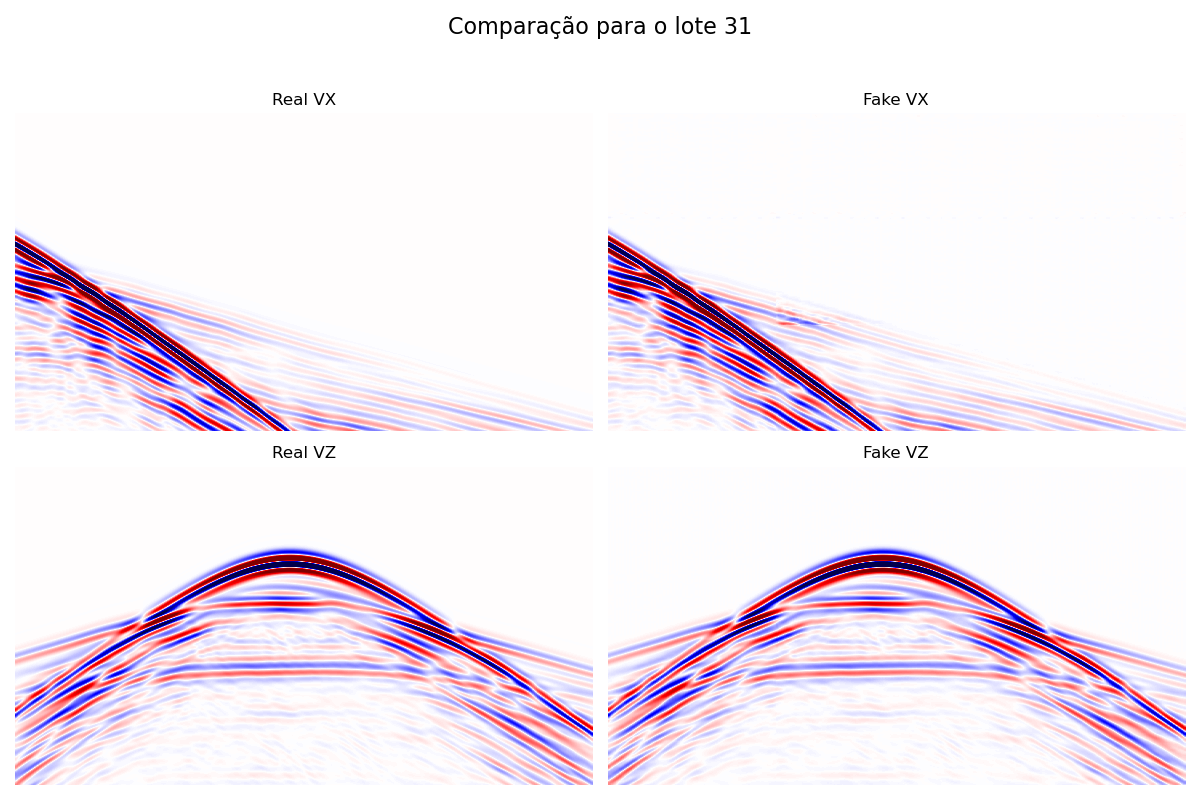 Comparação para o lote 31
Real VX
Fake VX
Real VZ
Fake VZ